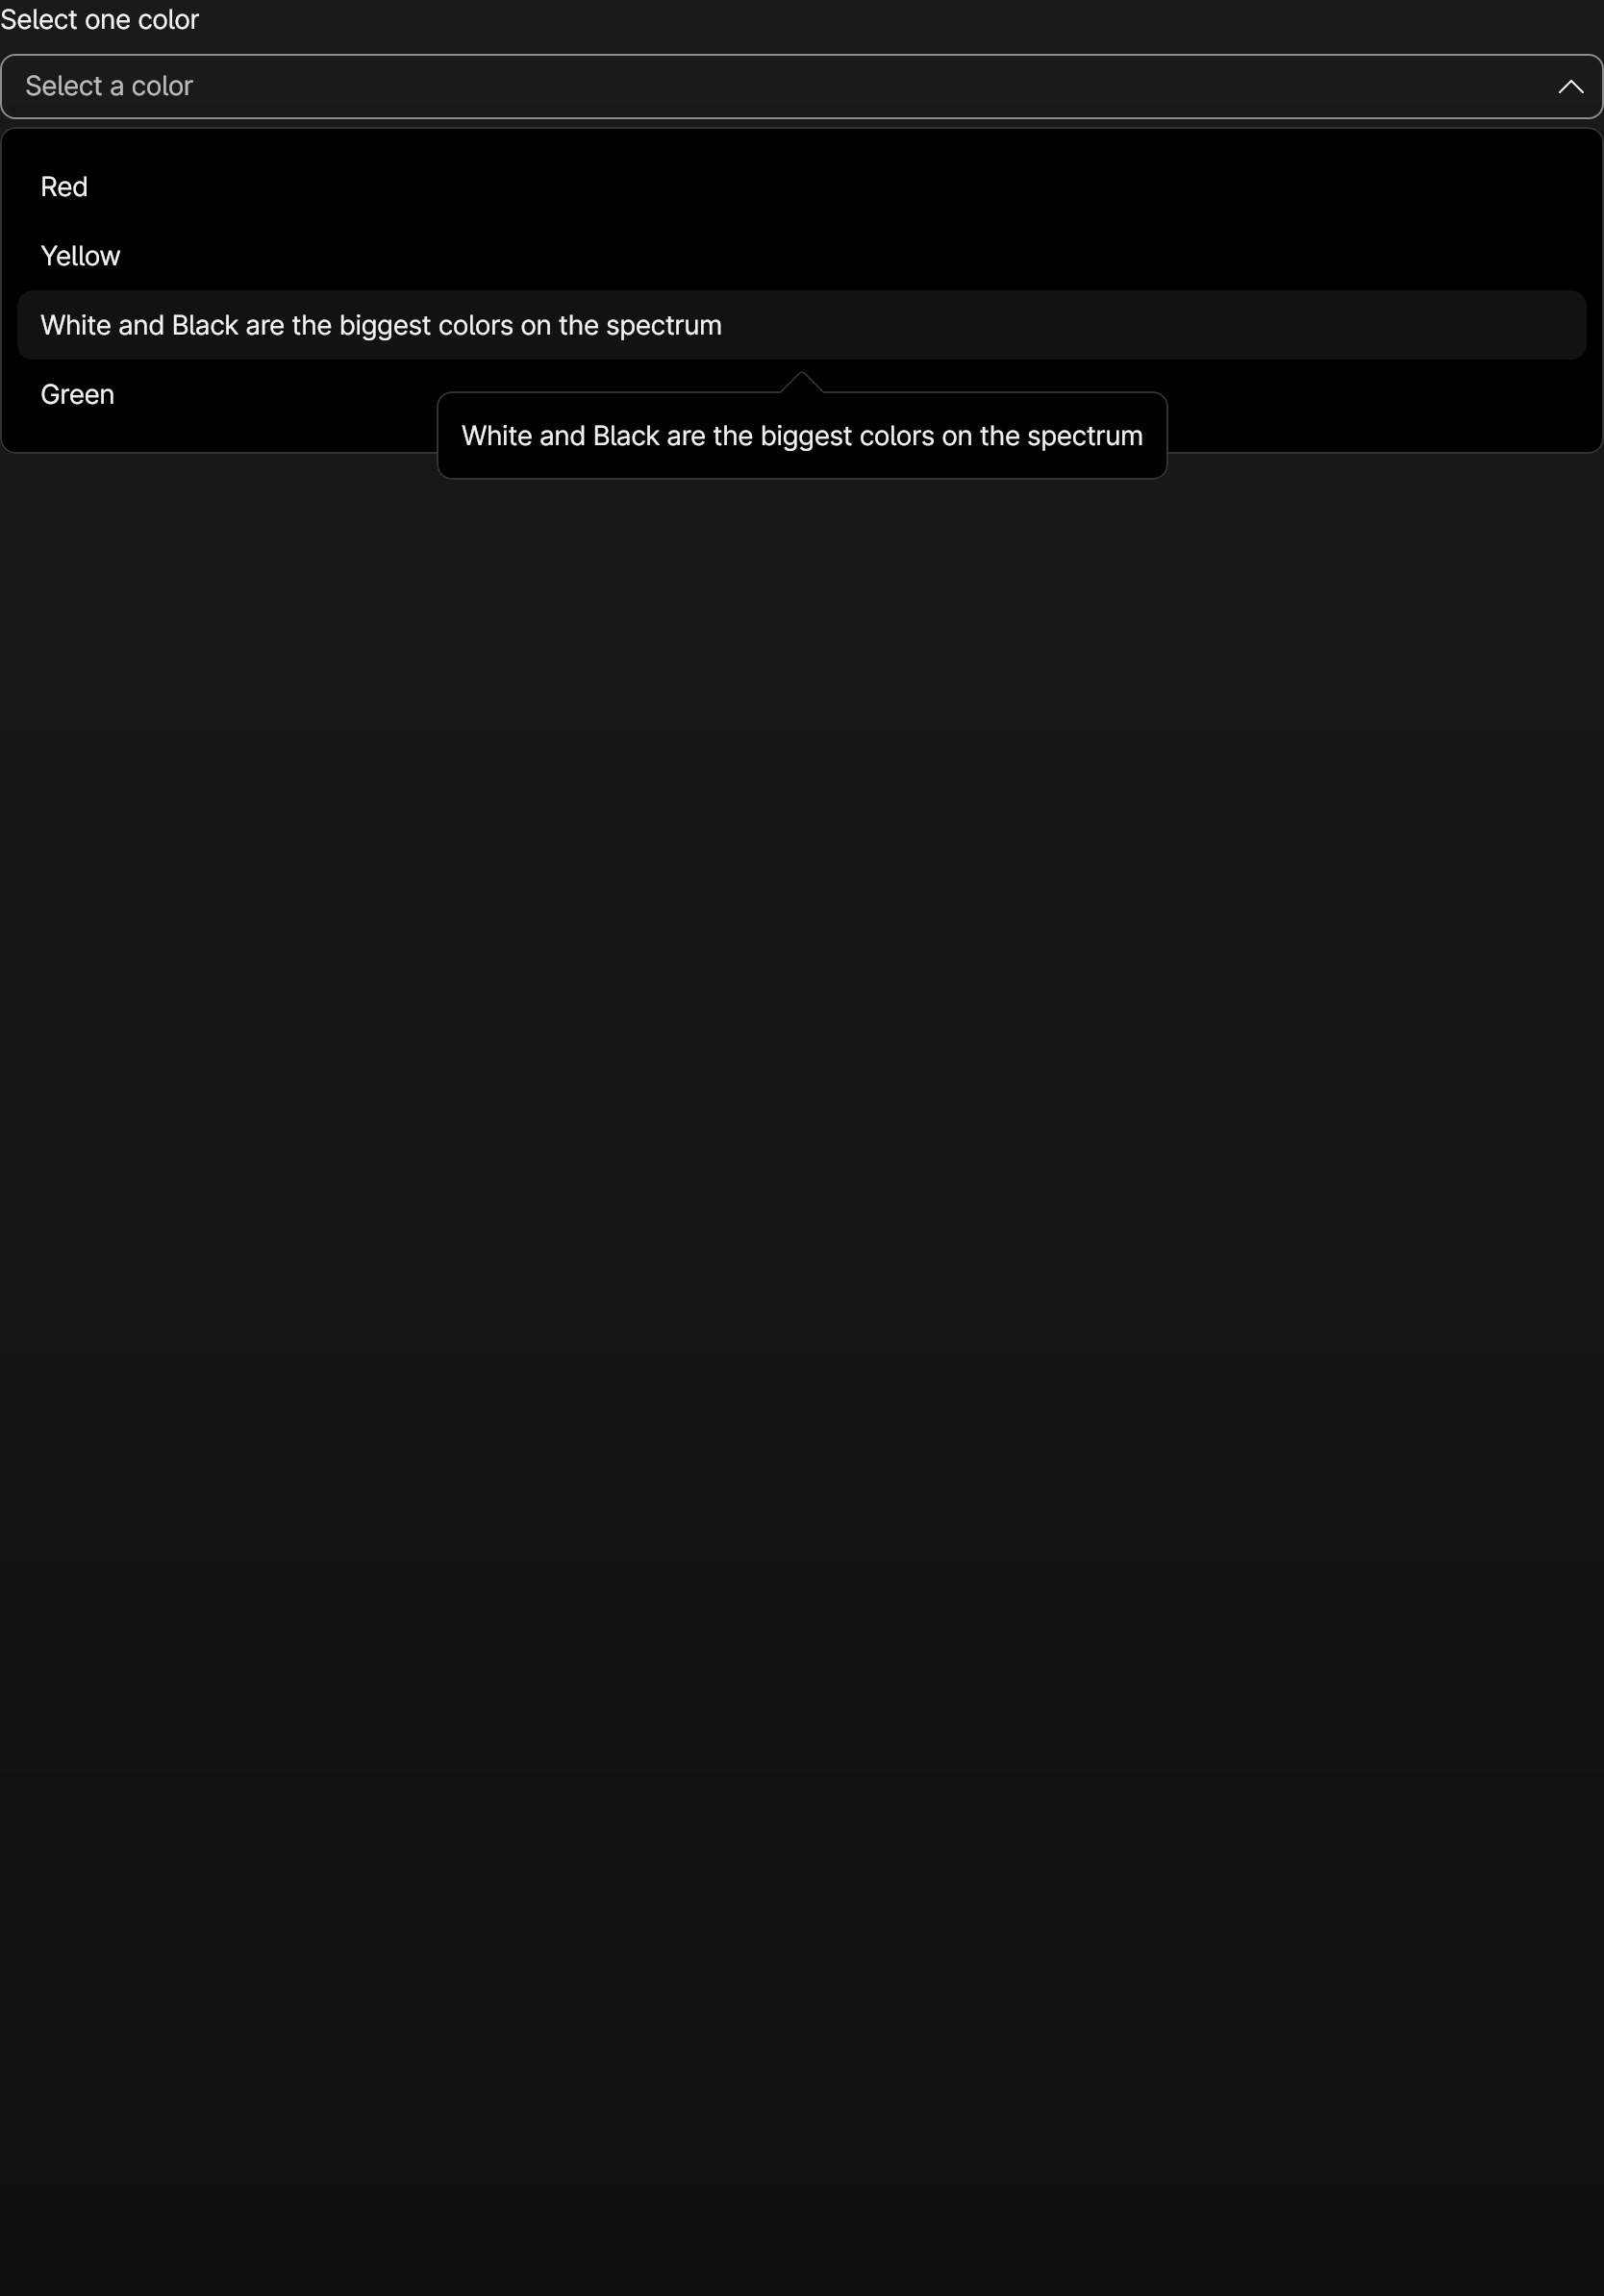 Select one color
Select a color
Red
Yellow
White and Black are the biggest colors on the spectrum
Green
White and Black are the biggest colors on the spectrum